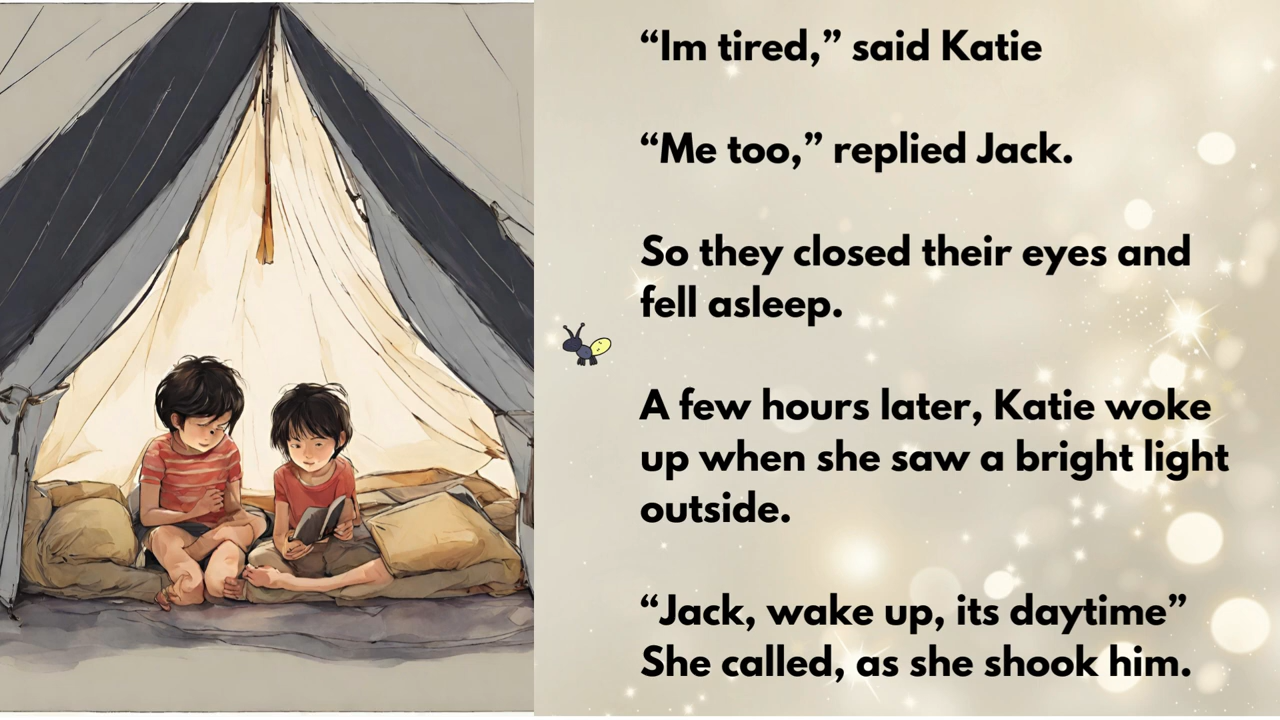 “Im tired,” said Katie
“Me too,” replied Jack.
So they closed their eyes and
fell asleep.
A few hours later, Katie woke
up when she saw a bright light
outside.
“Jack, wake up, its daytime”
She called, as she shook him.